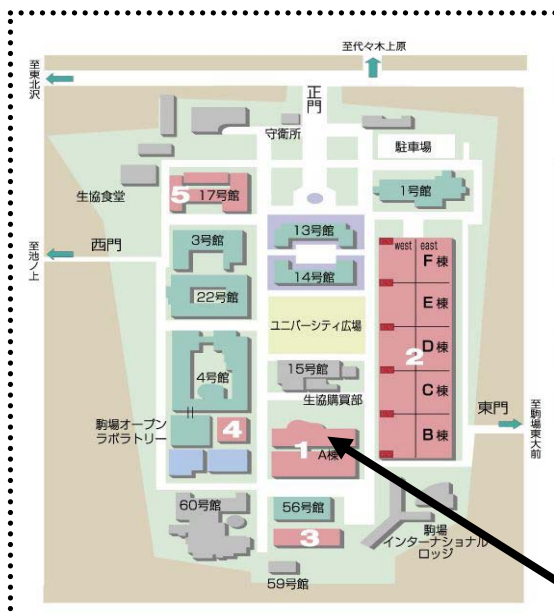 至代々木上原
至東北沢
正門
守衛所
駐車場
生協食堂
5 17号館
1号館
至池ノ上
西門
3号館
13号館
west east
F棟
14号館
22号館
E棟
ユニバーシティ広場
D棟
2
4号館
15号館
生協購買部
C棟
駒場オープン
ラボラトリー
4
東門
至駒場東大前
B棟
1
A棟
60号館
56号館
3
駒場
インターナショナル
ロッジ
59号館